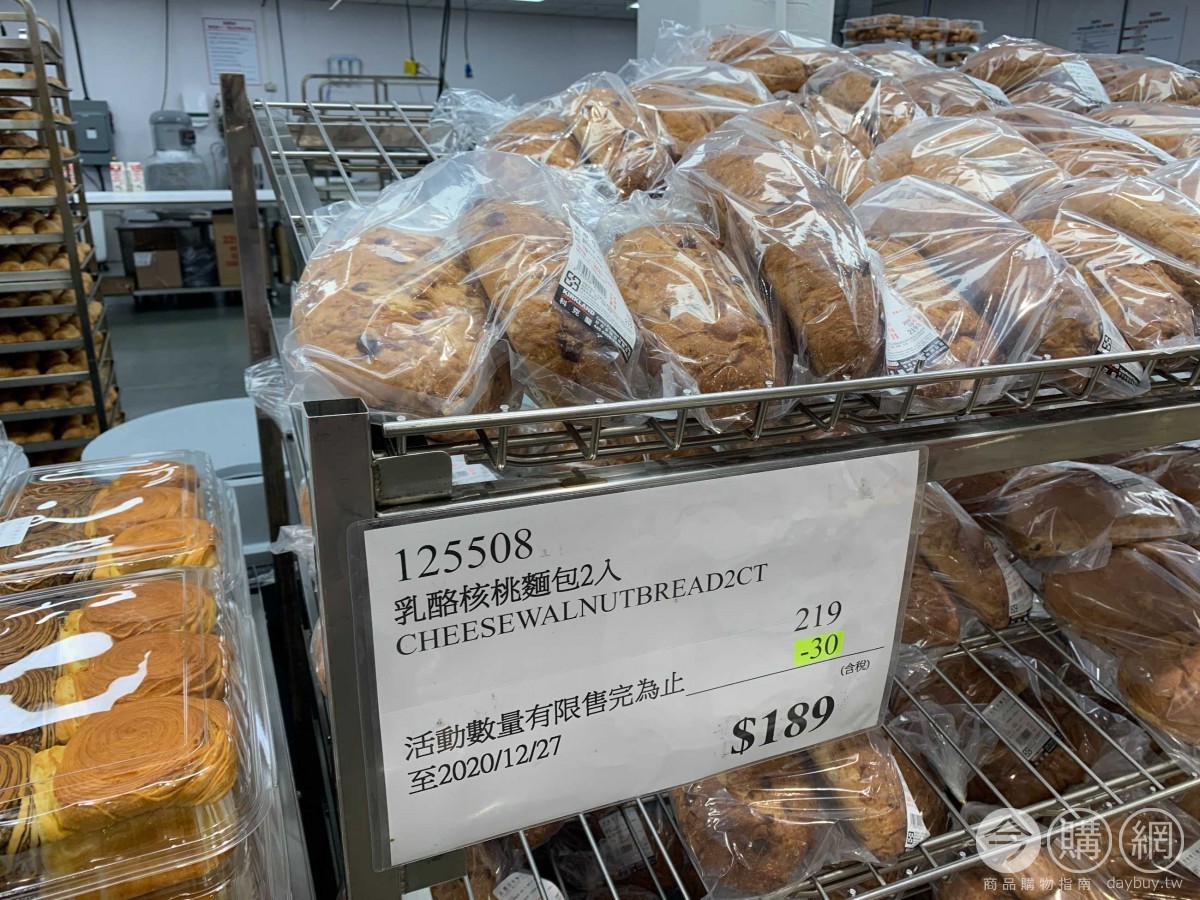 125508
乳酪核桃麵包2入
CHEESEWALNUTBREAD2CT
219
-30
(含稅)
活動數量有限售完為止
$189
至2020/12/27
今購網
商品購物指南 daybuy.tw